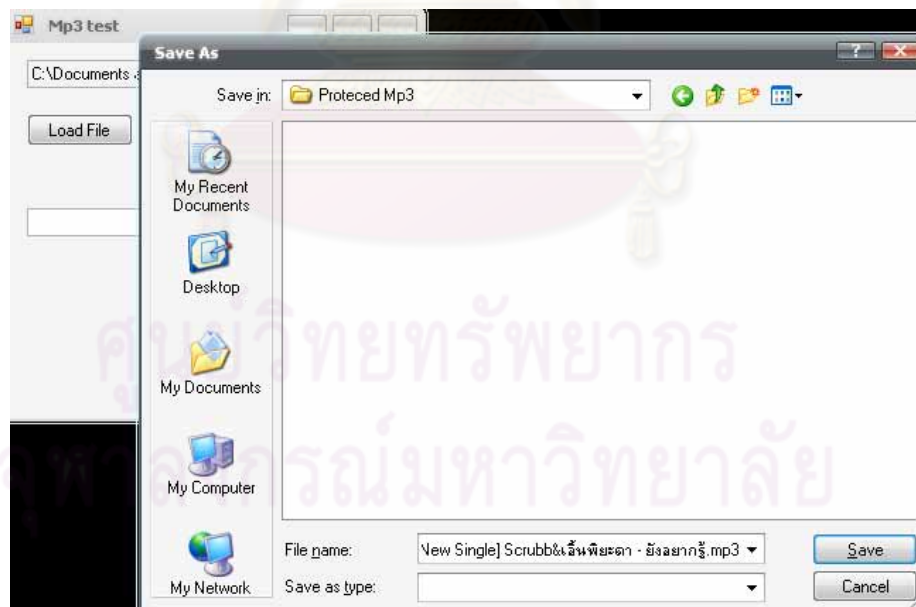 Mp3 test
Save As
C:\Documents
Save in:
Proteced Mp3
Load File
My Recent
Documents
Desktop
My Documents
My Computer
My Network
File name:
New Single] Scrubb&เอิ้นพิยะดา - ยังอยากรู้.mp3
Save
Save as type:
Cancel
ศูนย์วิทยทรัพยากร
จุฬาลงกรณ์มหาวิทยาลัย